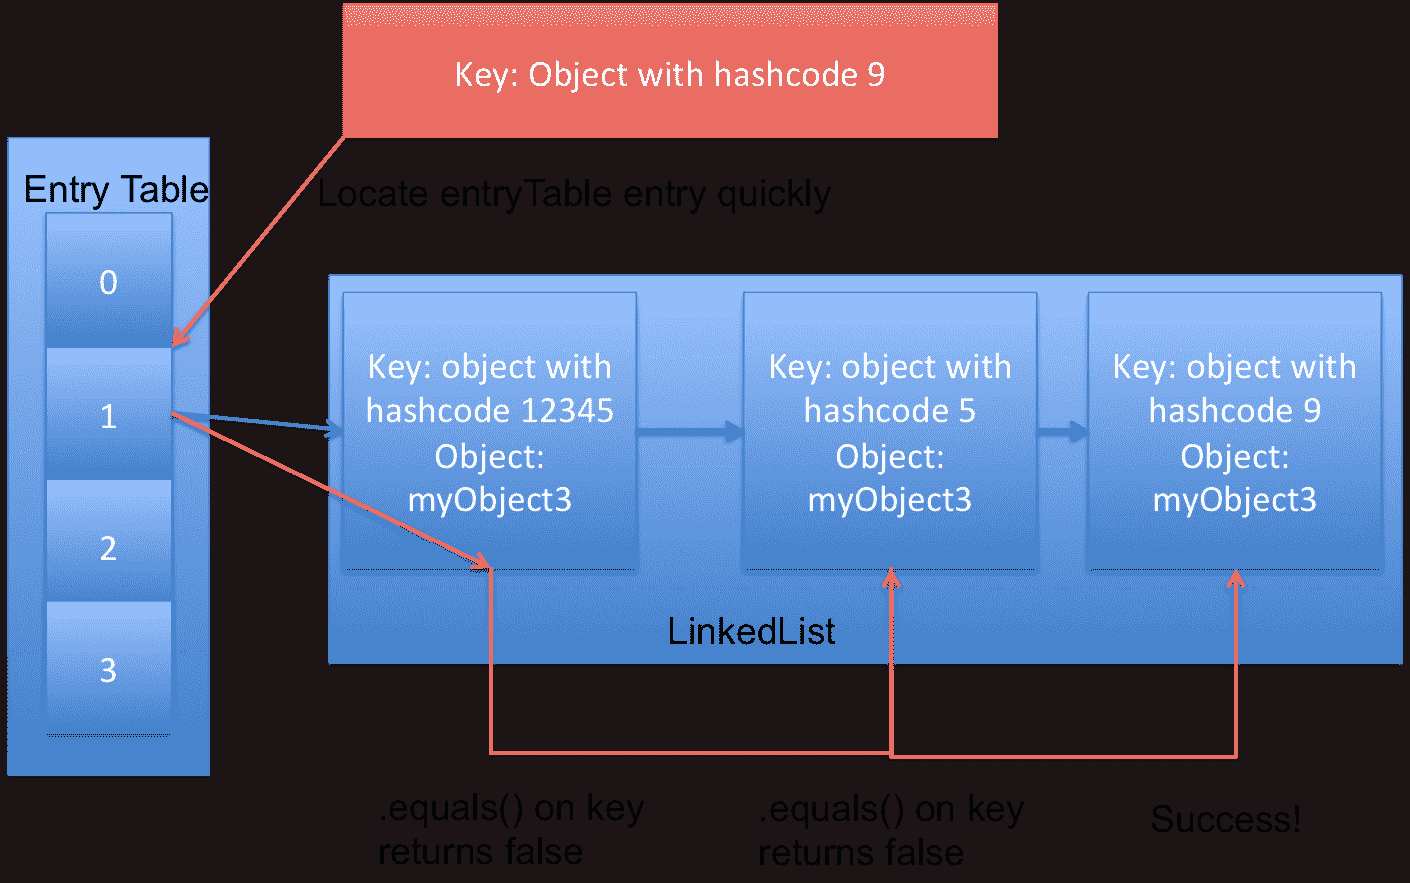 Key: Object with hashcode 9
Entry Table
Locate entryTable entry quickly
0
1
2
3
Key: object with
hashcode 12345
Object:
myObject3
Key: object with
hashcode 5
Object:
myObject3
Key: object with
hashcode 9
Object:
myObject3
LinkedList
.equals() on key
returns false
.equals() on key
returns false
Success!